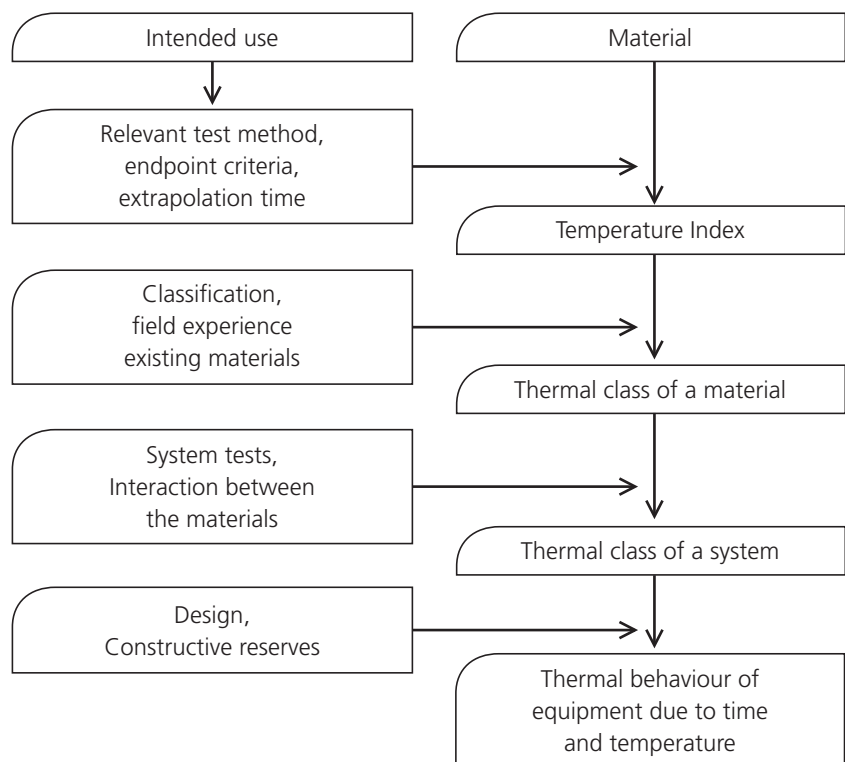 Intended use
Material
Relevant test method,
endpoint criteria,
extrapolation time
Temperature Index
Classification,
field experience
existing materials
Thermal class of a material
System tests,
Interaction between
the materials
Thermal class of a system
Design,
Constructive reserves
Thermal behaviour of
equipment due to time
and temperature